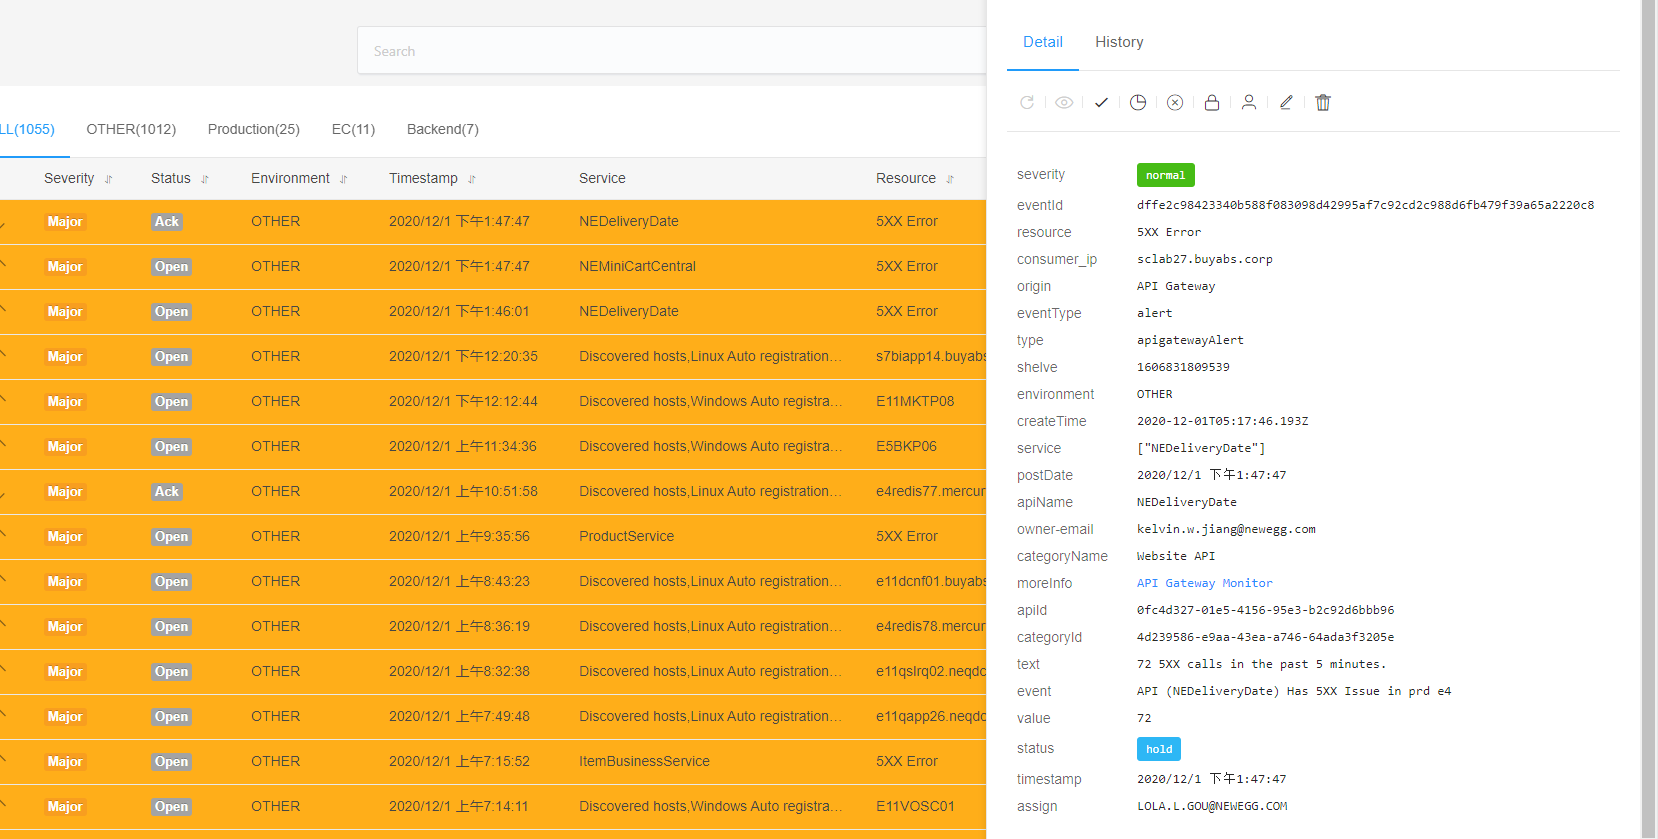 Search
LL(1055) OTHER(1012) Production(25) EC(11) Backend(7)
Severity Status Environment Timestamp Service Resource
Major Ack OTHER 2020/12/1 下午1:47:47 NEDeliveryDate 5XX Error
Major Open OTHER 2020/12/1 下午1:47:47 NEMiniCartCentral 5XX Error
Major Open OTHER 2020/12/1 下午1:46:01 NEDeliveryDate 5XX Error
Major Open OTHER 2020/12/1 下午12:20:35 Discovered hosts,Linux Auto registration… s7biapp14.buyabs
Major Open OTHER 2020/12/1 下午12:12:44 Discovered hosts,Windows Auto registra… E11MKTP08
Major Open OTHER 2020/12/1 上午11:34:36 Discovered hosts,Windows Auto registra… E5BKP06
Major Ack OTHER 2020/12/1 上午10:51:58 Discovered hosts,Linux Auto registration… e4redis77.mercur
Major Open OTHER 2020/12/1 上午9:35:56 ProductService 5XX Error
Major Open OTHER 2020/12/1 上午8:43:23 Discovered hosts,Linux Auto registration… e11dcnf01.buyabs
Major Open OTHER 2020/12/1 上午8:36:19 Discovered hosts,Linux Auto registration… e4redis78.mercur
Major Open OTHER 2020/12/1 上午8:32:38 Discovered hosts,Linux Auto registration… e11qslrq02.neqdc
Major Open OTHER 2020/12/1 上午7:49:48 Discovered hosts,Linux Auto registration… e11qapp26.neqdc
Major Open OTHER 2020/12/1 上午7:15:52 ItemBusinessService 5XX Error
Major Open OTHER 2020/12/1 上午7:14:11 Discovered hosts,Windows Auto registra… E11VOSC01
Detail History
severity normal
eventId dffe2c98423340b588f083098d42995af7c92cd2c988d6fb479f39a65a2220c8
resource 5XX Error
consumer_ip sclab27.buyabs.corp
origin API Gateway
eventType alert
type apigatewayAlert
shelve 1606831809539
environment OTHER
createTime 2020-12-01T05:17:46.193Z
service ["NEDeliveryDate"]
postDate 2020/12/1 下午1:47:47
apiName NEDeliveryDate
owner-email kelvin.w.jiang@newegg.com
categoryName Website API
moreInfo API Gateway Monitor
apiId 0fc4d327-01e5-4156-95e3-b2c92d6bbb96
categoryId 4d239586-e9aa-43ea-a746-64ada3f3205e
text 72 5XX calls in the past 5 minutes.
event API (NEDeliveryDate) Has 5XX Issue in prd e4
value 72
status hold
timestamp 2020/12/1 下午1:47:47
assign LOLA.L.GOU@NEWEGG.COM